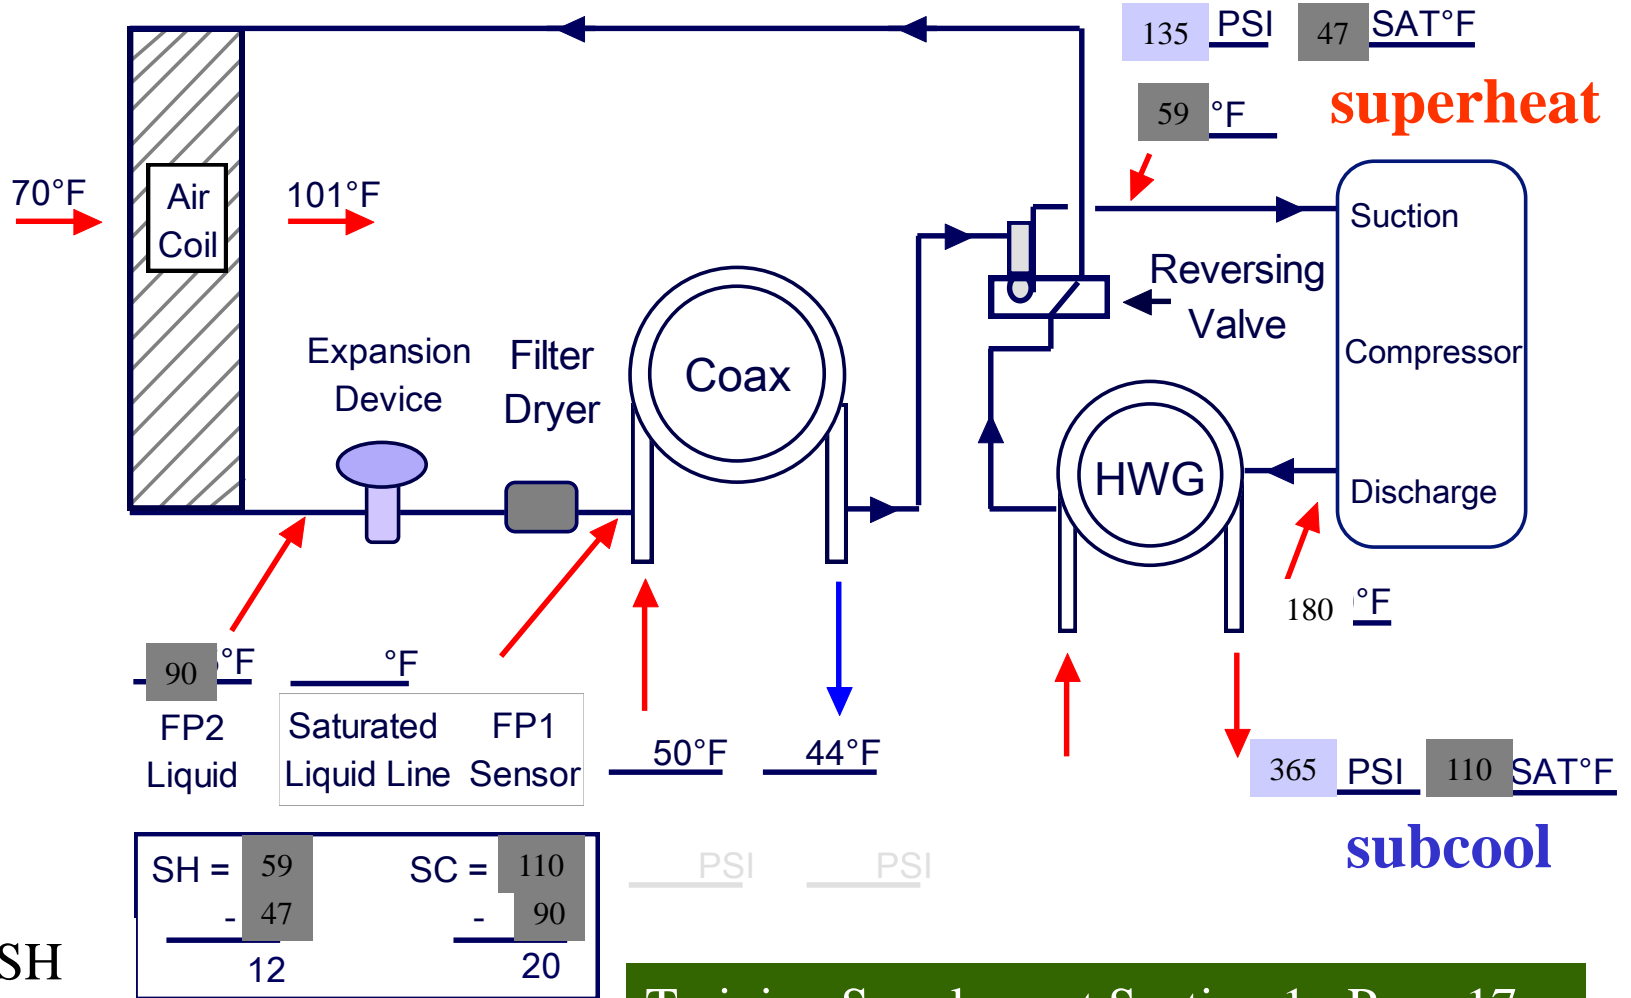 135 PSI 47 SAT°F
superheat
59 °F
70°F
Air
Coil
101°F
Suction
Reversing
Valve
Expansion
Device
Filter
Dryer
Coax
Compressor
HWG
Discharge
180 °F
90 °F
°F
FP2
Liquid
Saturated
Liquid Line
FP1
Sensor
50°F
44°F
365 PSI 110 SAT°F
subcool
PSI PSI
SH = 59
- 47
12
SC = 110
- 90
20
SH